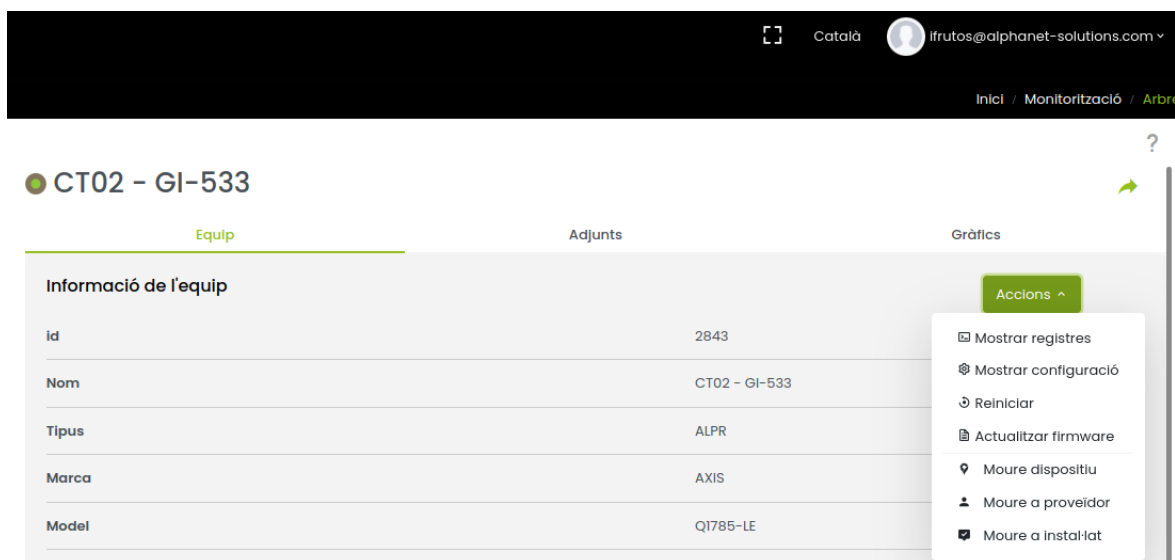 Català ifrutos@alphanet-solutions.com
Inici / Monitorització / Arbre
?
CT02 - GI-533
Equip Adjunts Gràfics
Informació de l'equip Accions
id 2843
Mostrar registres
Mostrar configuració
Nom CT02 - GI-533
Reiniciar
Tipus ALPR
Actualitzar firmware
Moure dispositiu
Marca AXIS
Moure a proveïdor
Model Q1785-LE
Moure a instal·lat